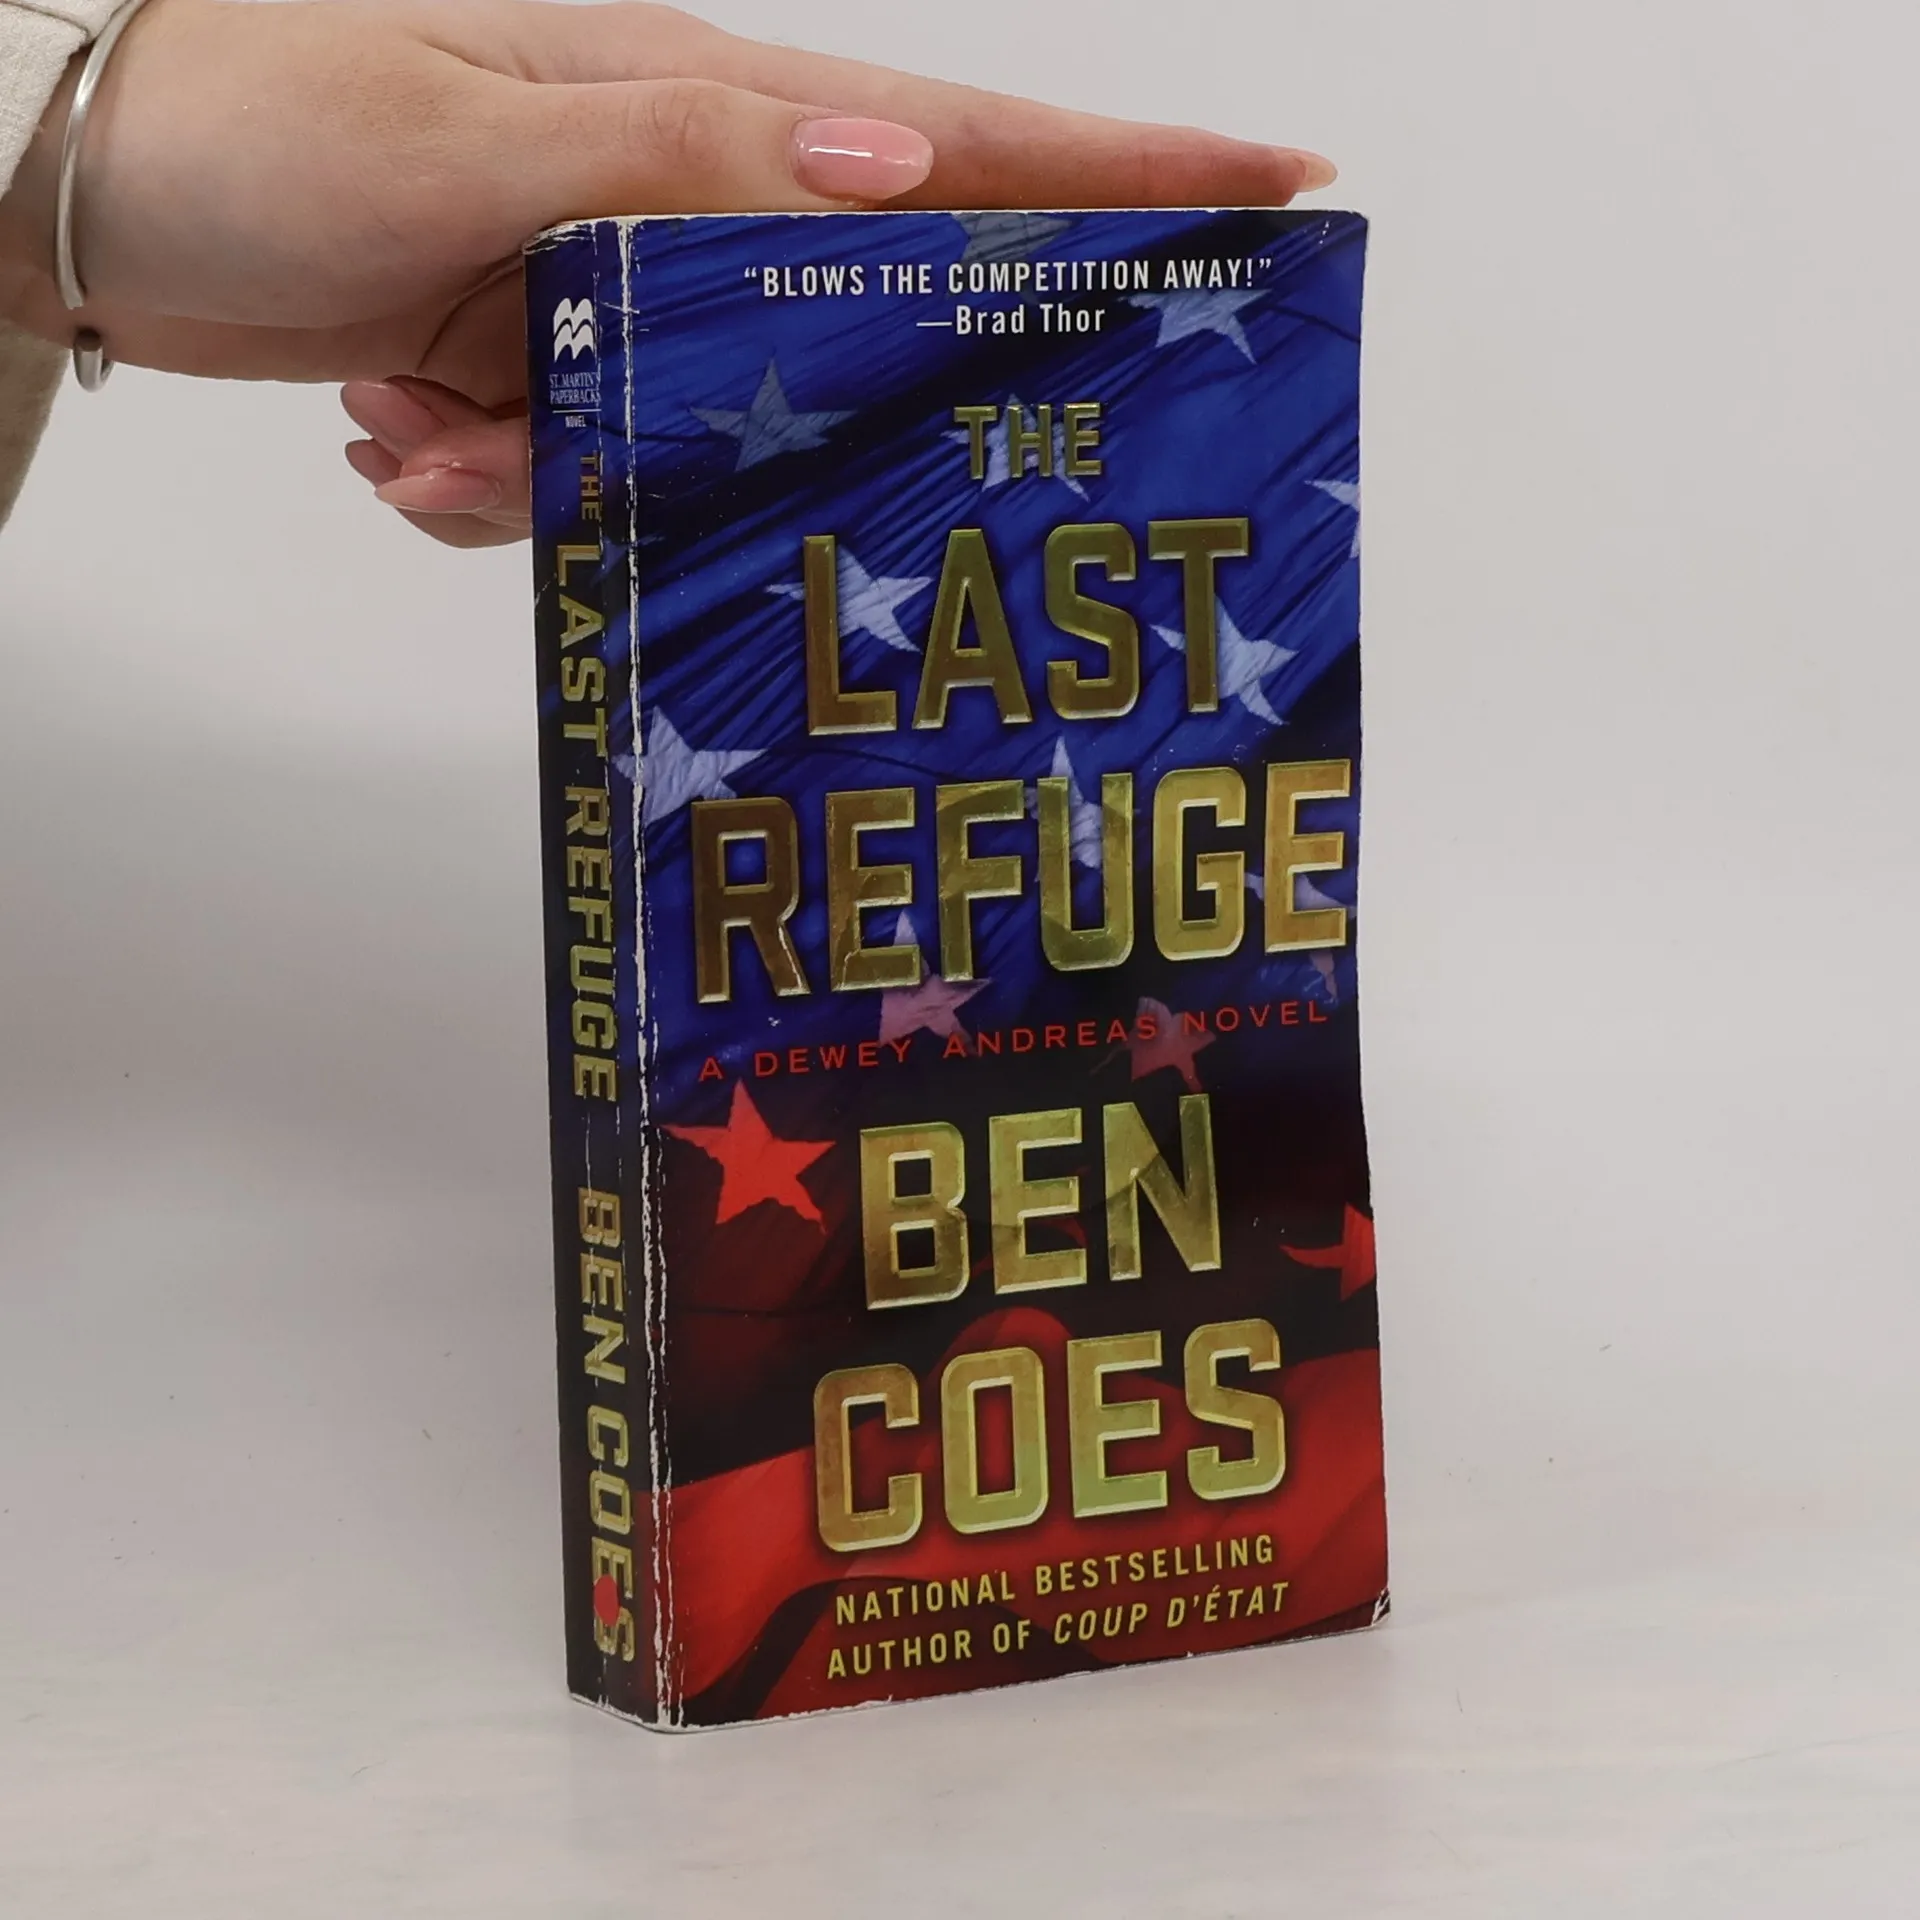 "BLOWS THE COMPETITION AWAY!"
—Brad Thor
THE
LAST
REFUGE
A DEWEY ANDREAS NOVEL
BEN
COES
NATIONAL BESTSELLING
AUTHOR OF COUP D'ÉTAT
ST. MARTIN'S
PAPERBACKS
NOVEL
THE LAST REFUGE BEN COES